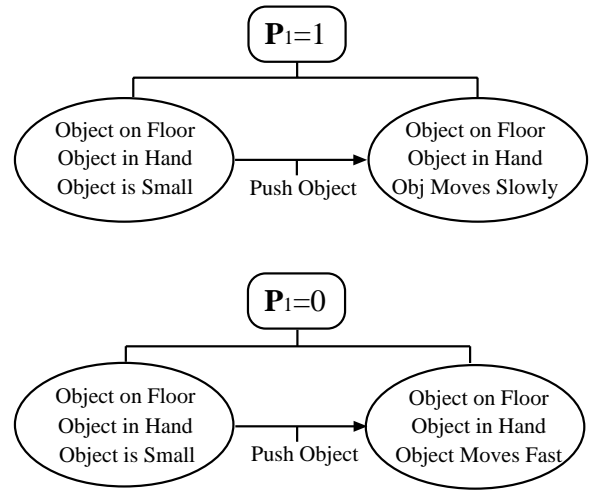 P1=1
Object on Floor
Object in Hand
Object is Small
Push Object
Object on Floor
Object in Hand
Obj Moves Slowly
P1=0
Object on Floor
Object in Hand
Object is Small
Push Object
Object on Floor
Object in Hand
Object Moves Fast